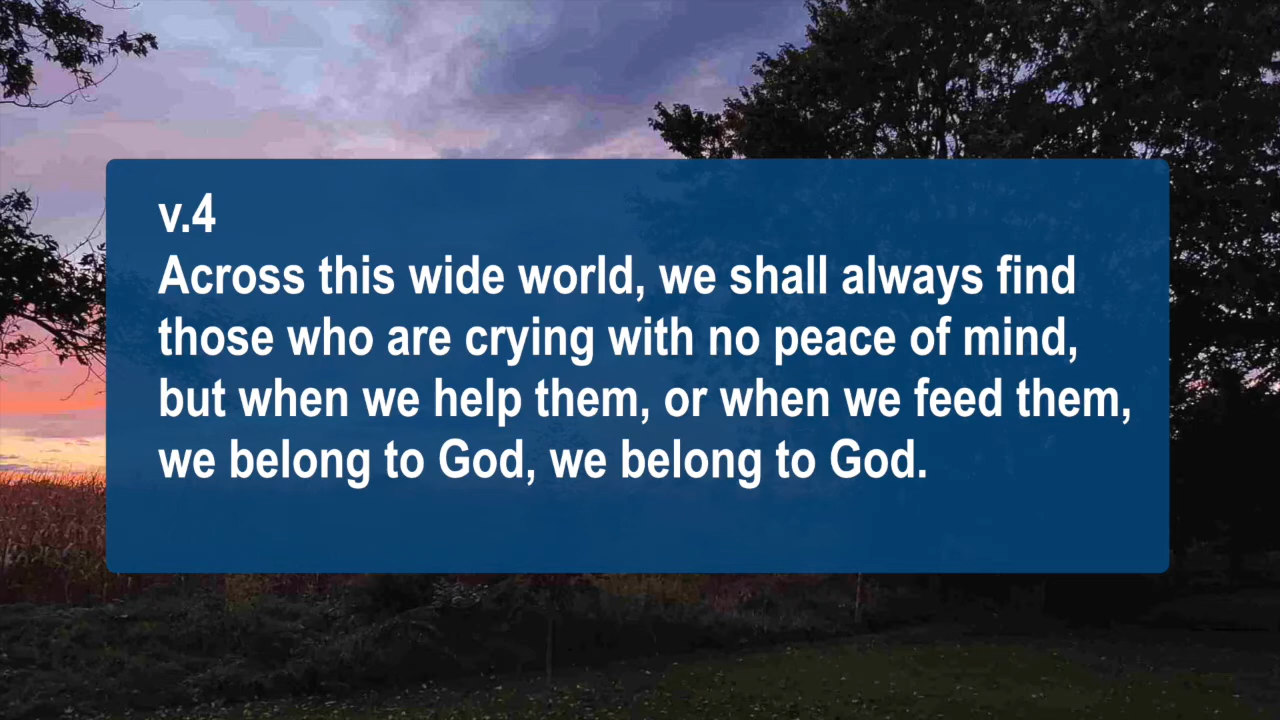 v.4
Across this wide world, we shall always find
those who are crying with no peace of mind,
but when we help them, or when we feed them,
we belong to God, we belong to God.